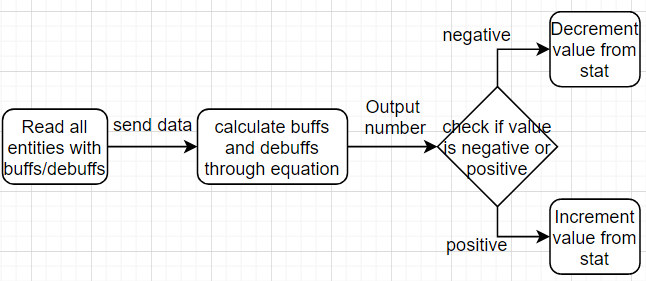 Read all
entities with
buffs/debuffs
send data
calculate buffs
and debuffs
through equation
Output
number
check if value
is negative or
positive
negative
Decrement
value from
stat
positive
Increment
value from
stat